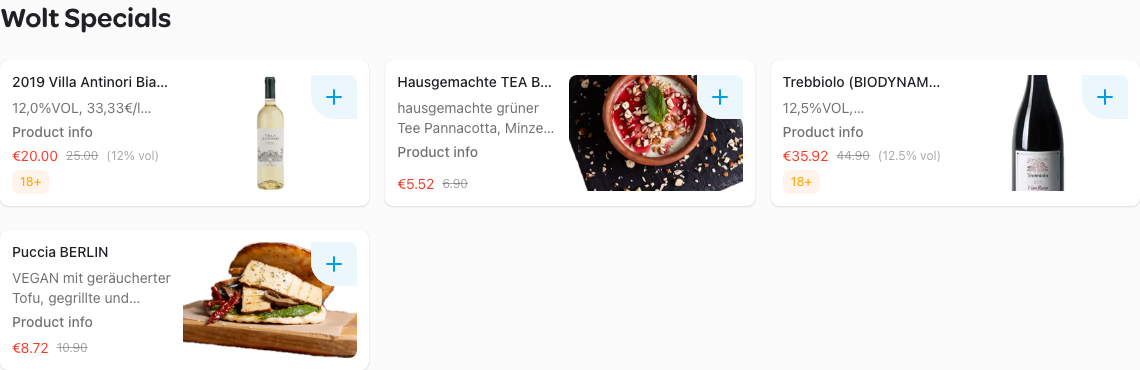 Wolt Specials
2019 Villa Antinori Bia...
12,0%VOL, 33,33€/l...
Product info
€20.00 25.00 (12% vol)
18+
VILLA
ANTINORI
Hausgemachte TEA B...
hausgemachte grüner
Tee Pannacotta, Minze...
Product info
€5.52 6.90
Trebbiolo (BIODYNAM...
12,5%VOL,...
Product info
€35.92 44.90 (12.5% vol)
18+
Trebbiolo
Puccia BERLIN
VEGAN mit geräucherter
Tofu, gegrillte und...
Product info
€8.72 10.90